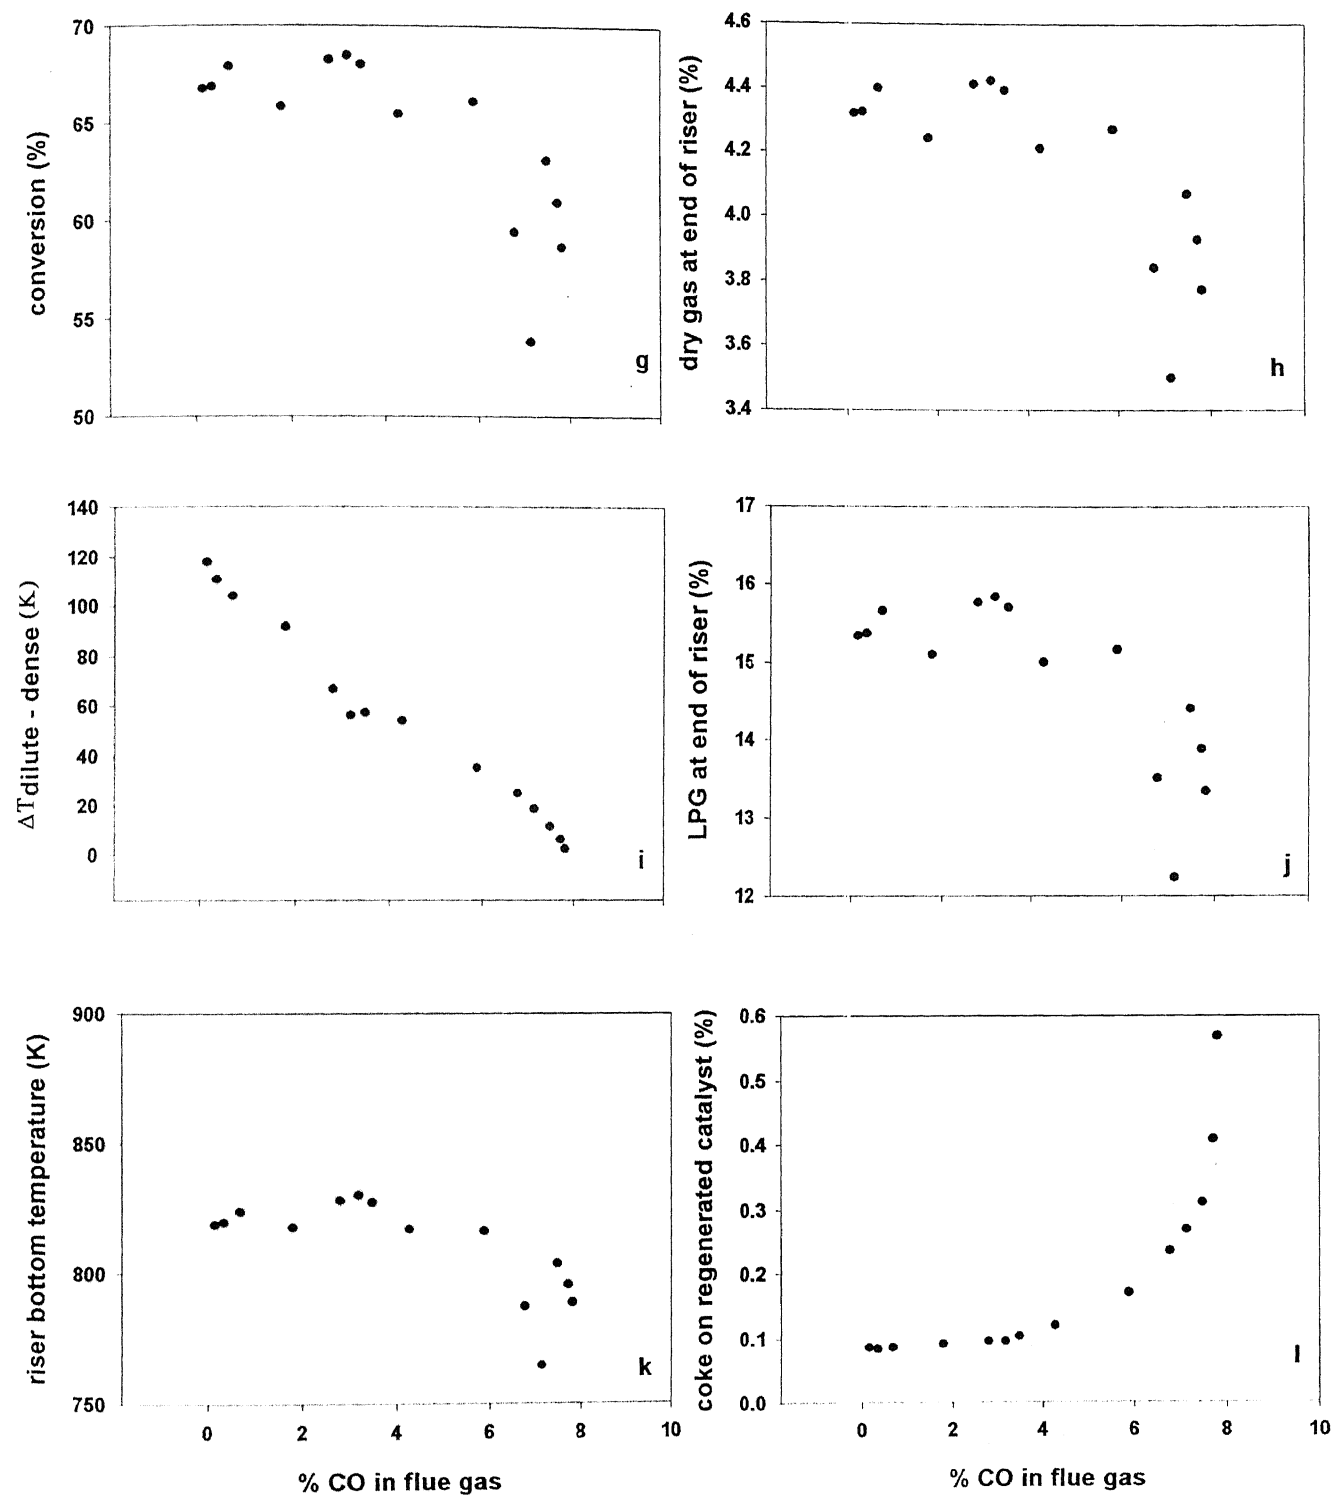 conversion (%)
70
65
60
55
50
g
dry gas at end of riser (%)
4.6
4.4
4.2
4.0
3.8
3.6
3.4
h
ΔTdilute - dense (K)
140
120
100
80
60
40
20
0
i
LPG at end of riser (%)
17
16
15
14
13
12
j
riser bottom temperature (K)
900
850
800
750
k
0 2 4 6 8 10
% CO in flue gas
coke on regenerated catalyst (%)
0.6
0.5
0.4
0.3
0.2
0.1
0.0
l
0 2 4 6 8 10
% CO in flue gas